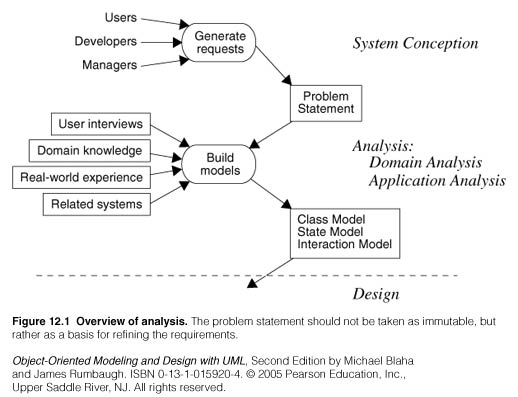 Users
Developers
Managers
Generate
requests
System Conception
Problem
Statement
User interviews
Domain knowledge
Real-world experience
Related systems
Build
models
Analysis:
Domain Analysis
Application Analysis
Class Model
State Model
Interaction Model
Design
Figure 12.1 Overview of analysis. The problem statement should not be taken as immutable, but
rather as a basis for refining the requirements.
Object-Oriented Modeling and Design with UML, Second Edition by Michael Blaha
and James Rumbaugh. ISBN 0-13-1-015920-4. © 2005 Pearson Education, Inc.,
Upper Saddle River, NJ. All rights reserved.